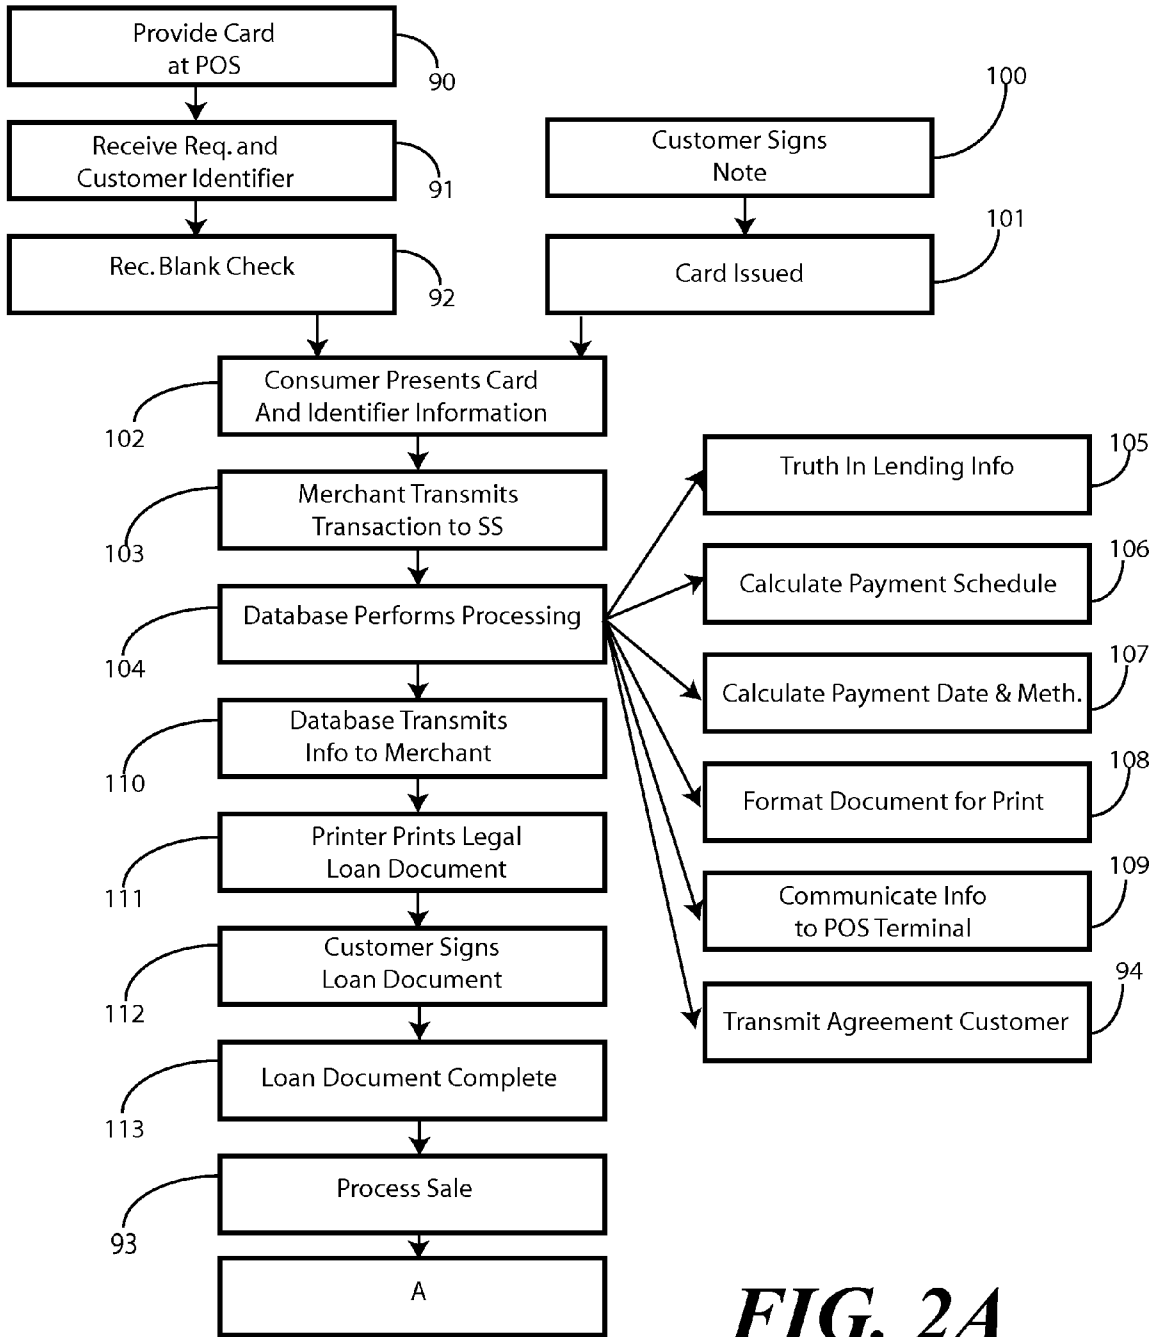 Provide Card
at POS
90
Receive Req. and
Customer Identifier
91
Rec. Blank Check
92
Customer Signs
Note
100
Card Issued
101
Consumer Presents Card
And Identifier Information
102
Merchant Transmits
Transaction to SS
103
Database Performs Processing
104
Truth In Lending Info
105
Calculate Payment Schedule
106
Calculate Payment Date & Meth.
107
Format Document for Print
108
Communicate Info
to POS Terminal
109
Transmit Agreement Customer
94
Database Transmits
Info to Merchant
110
Printer Prints Legal
Loan Document
111
Customer Signs
Loan Document
112
Loan Document Complete
113
Process Sale
93
A
FIG. 2A